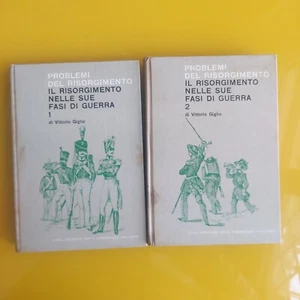 PROBLEMI
DEL RISORGIMENTO
IL RISORGIMENTO
NELLE SUE
FASI DI GUERRA
1
di Vittorio Giglio
PROBLEMI
DEL RISORGIMENTO
IL RISORGIMENTO
NELLE SUE
FASI DI GUERRA
2
di Vittorio Giglio